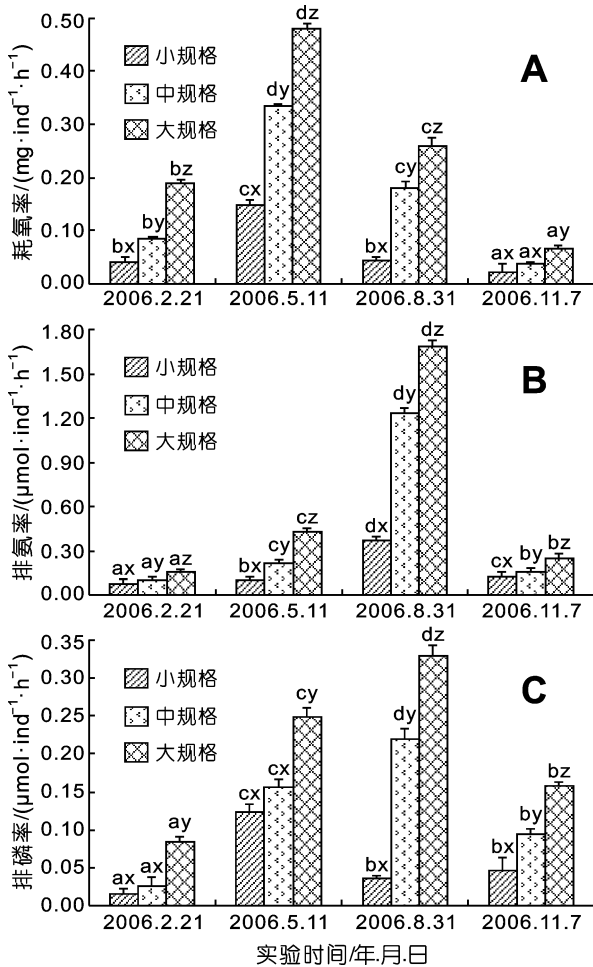 耗氧率/(mg·ind⁻¹·h⁻¹)
0.50
0.40
0.30
0.20
0.10
0.00
小规格
中规格
大规格
A
bx by bz
cx dy dz
bx cy cz
ax ax ay
2006.2.21 2006.5.11 2006.8.31 2006.11.7
排氨率/(μmol·ind⁻¹·h⁻¹)
1.80
1.50
1.20
0.90
0.60
0.30
0.00
小规格
中规格
大规格
B
ax ay az
bx cy cz
dx dy dz
cx by bz
2006.2.21 2006.5.11 2006.8.31 2006.11.7
排磷率/(μmol·ind⁻¹·h⁻¹)
0.35
0.30
0.25
0.20
0.15
0.10
0.05
0.00
小规格
中规格
大规格
C
ax ax ay
cx cx cy
bx dy dz
bx by bz
2006.2.21 2006.5.11 2006.8.31 2006.11.7
实验时间/年.月.日